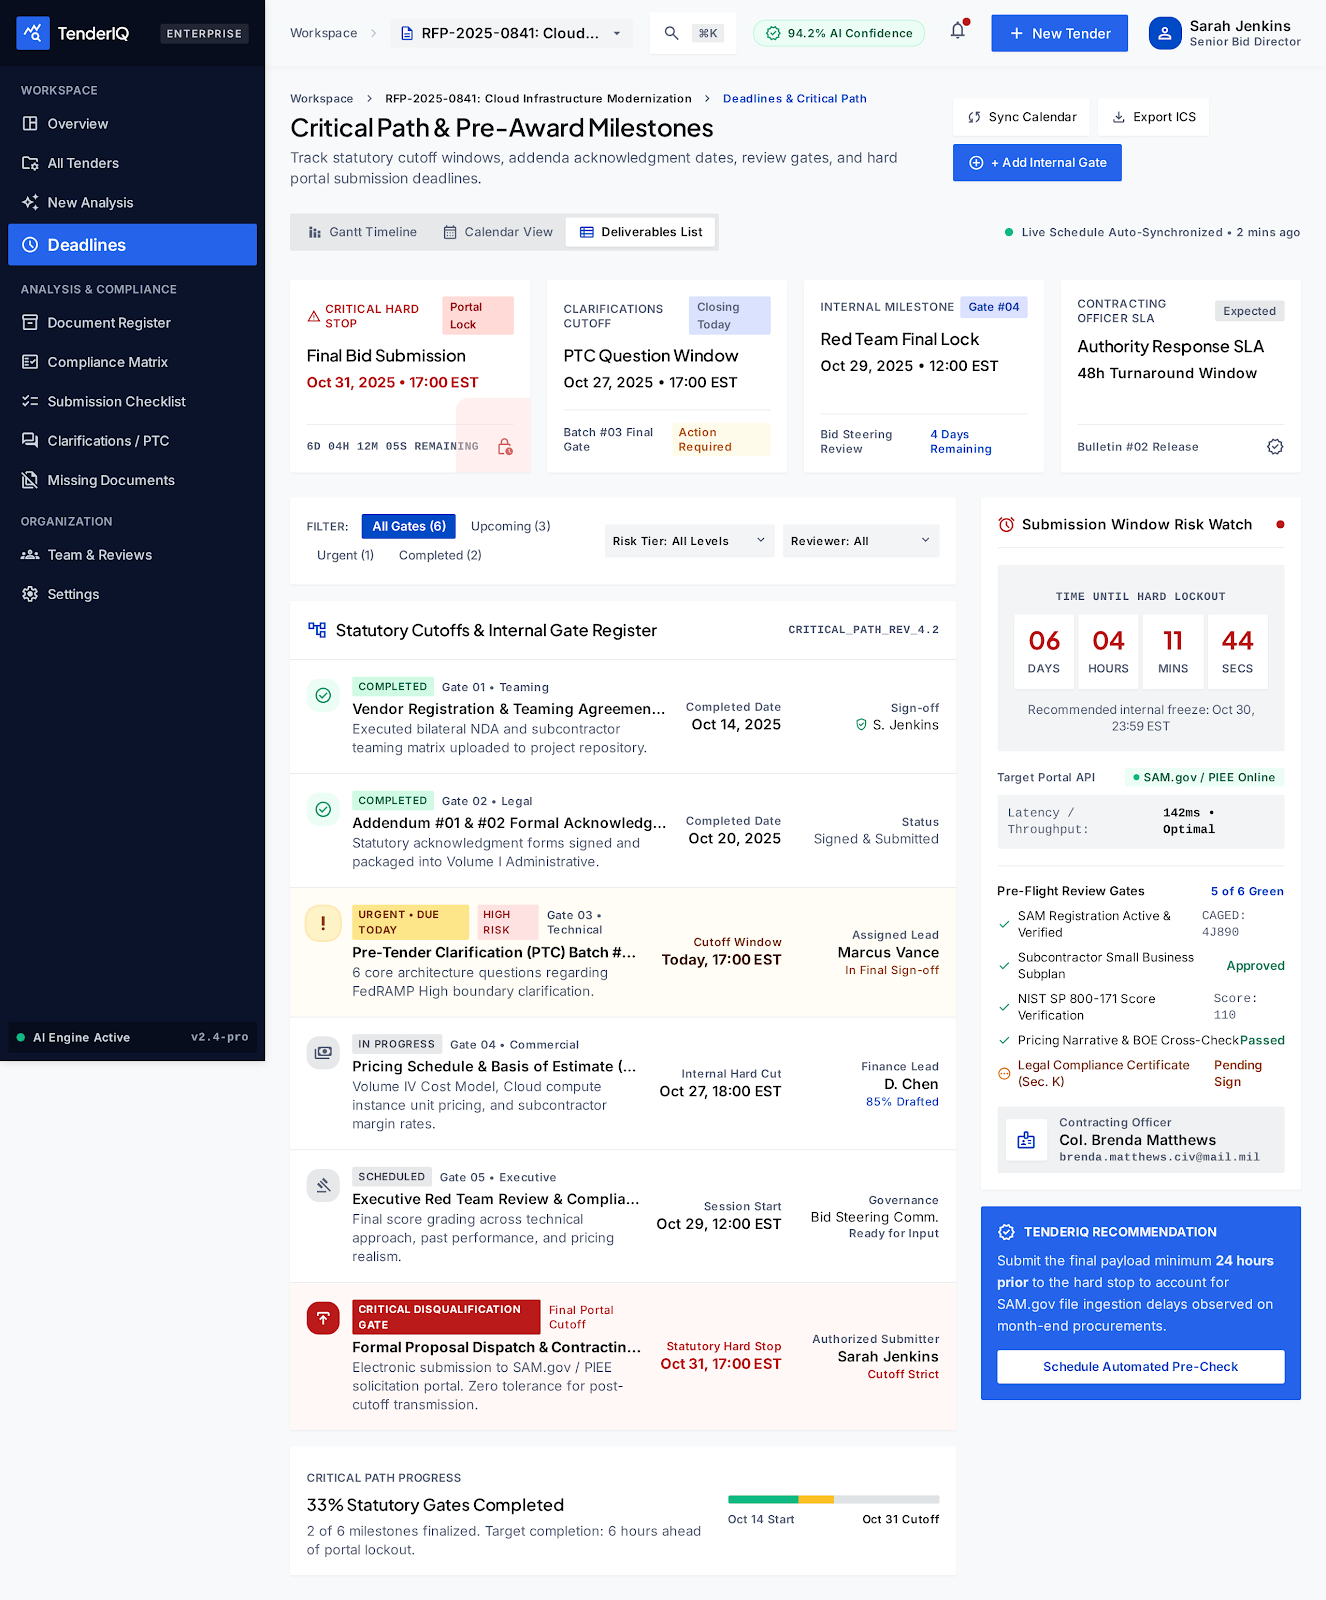 TenderIQ
ENTERPRISE
WORKSPACE
Overview
All Tenders
New Analysis
Deadlines
ANALYSIS & COMPLIANCE
Document Register
Compliance Matrix
Submission Checklist
Clarifications / PTC
Missing Documents
ORGANIZATION
Team & Reviews
Settings
AI Engine Active
v2.4-pro
Workspace
RFP-2025-0841: Cloud...
⌘K
94.2% AI Confidence
New Tender
Sarah Jenkins
Senior Bid Director
Workspace > RFP-2025-0841: Cloud Infrastructure Modernization > Deadlines & Critical Path
Critical Path & Pre-Award Milestones
Track statutory cutoff windows, addenda acknowledgment dates, review gates, and hard
portal submission deadlines.
Sync Calendar
Export ICS
+ Add Internal Gate
Gantt Timeline
Calendar View
Deliverables List
Live Schedule Auto-Synchronized • 2 mins ago
CRITICAL HARD
STOP
Portal
Lock
Final Bid Submission
Oct 31, 2025 • 17:00 EST
6D 04H 12M 05S REMAINING
CLARIFICATIONS
CUTOFF
Closing
Today
PTC Question Window
Oct 27, 2025 • 17:00 EST
Batch #03 Final
Gate
Action
Required
INTERNAL MILESTONE
Gate #04
Red Team Final Lock
Oct 29, 2025 • 12:00 EST
Bid Steering
Review
4 Days
Remaining
CONTRACTING
OFFICER SLA
Expected
Authority Response SLA
48h Turnaround Window
Bulletin #02 Release
FILTER:
All Gates (6)
Upcoming (3)
Urgent (1)
Completed (2)
Risk Tier: All Levels
Reviewer: All
Statutory Cutoffs & Internal Gate Register
CRITICAL_PATH_REV_4.2
COMPLETED
Gate 01 • Teaming
Vendor Registration & Teaming Agreemen...
Executed bilateral NDA and subcontractor
teaming matrix uploaded to project repository.
Completed Date
Oct 14, 2025
Sign-off
S. Jenkins
COMPLETED
Gate 02 • Legal
Addendum #01 & #02 Formal Acknowledg...
Statutory acknowledgment forms signed and
packaged into Volume I Administrative.
Completed Date
Oct 20, 2025
Status
Signed & Submitted
URGENT • DUE
TODAY
HIGH
RISK
Gate 03 •
Technical
Pre-Tender Clarification (PTC) Batch #...
6 core architecture questions regarding
FedRAMP High boundary clarification.
Cutoff Window
Today, 17:00 EST
Assigned Lead
Marcus Vance
In Final Sign-off
IN PROGRESS
Gate 04 • Commercial
Pricing Schedule & Basis of Estimate (...
Volume IV Cost Model, Cloud compute
instance unit pricing, and subcontractor
margin rates.
Internal Hard Cut
Oct 27, 18:00 EST
Finance Lead
D. Chen
85% Drafted
SCHEDULED
Gate 05 • Executive
Executive Red Team Review & Complia...
Final score grading across technical
approach, past performance, and pricing
realism.
Session Start
Oct 29, 12:00 EST
Governance
Bid Steering Comm.
Ready for Input
CRITICAL DISQUALIFICATION
GATE
Final Portal
Cutoff
Formal Proposal Dispatch & Contractin...
Electronic submission to SAM.gov / PIEE
solicitation portal. Zero tolerance for post-
cutoff transmission.
Statutory Hard Stop
Oct 31, 17:00 EST
Authorized Submitter
Sarah Jenkins
Cutoff Strict
CRITICAL PATH PROGRESS
33% Statutory Gates Completed
2 of 6 milestones finalized. Target completion: 6 hours ahead
of portal lockout.
Oct 14 Start
Oct 31 Cutoff
Submission Window Risk Watch
TIME UNTIL HARD LOCKOUT
06
DAYS
04
HOURS
11
MINS
44
SECS
Recommended internal freeze: Oct 30,
23:59 EST
Target Portal API
SAM.gov / PIEE Online
Latency /
Throughput:
142ms •
Optimal
Pre-Flight Review Gates
5 of 6 Green
SAM Registration Active &
Verified
CAGED:
4J890
Subcontractor Small Business
Subplan
Approved
NIST SP 800-171 Score
Verification
Score:
110
Pricing Narrative & BOE Cross-Check
Passed
Legal Compliance Certificate
(Sec. K)
Pending
Sign
Contracting Officer
Col. Brenda Matthews
brenda.matthews.civ@mail.mil
TENDERIQ RECOMMENDATION
Submit the final payload minimum 24 hours
prior to the hard stop to account for
SAM.gov file ingestion delays observed on
month-end procurements.
Schedule Automated Pre-Check